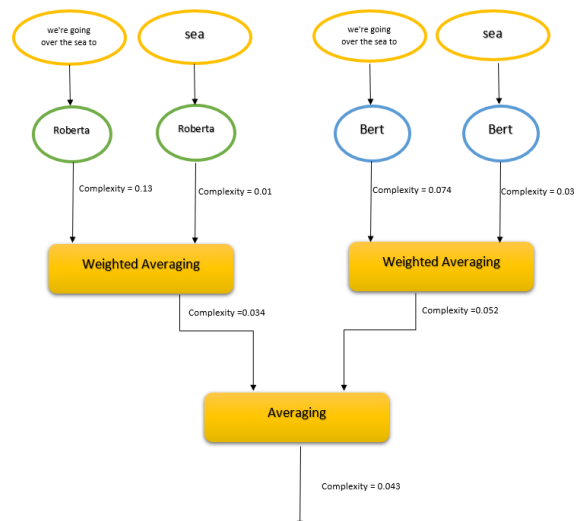 we're going
over the sea to
sea
we're going
over the sea to
sea
Roberta
Roberta
Bert
Bert
Complexity = 0.13
Complexity = 0.01
Complexity = 0.074
Complexity = 0.03
Weighted Averaging
Weighted Averaging
Complexity =0.034
Complexity =0.052
Averaging
Complexity = 0.043